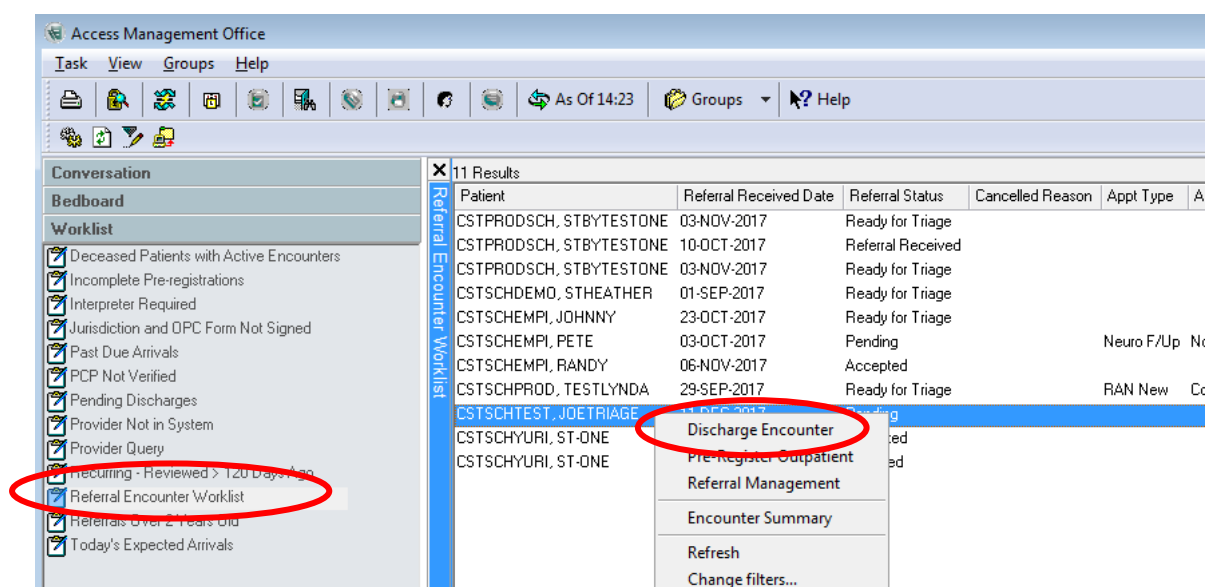 Access Management Office
Task View Groups Help
As Of 14:23 Groups Help
Conversation
Bedboard
Worklist
Deceased Patients with Active Encounters
Incomplete Pre-registrations
Interpreter Required
Jurisdiction and OPC Form Not Signed
Past Due Arrivals
PCP Not Verified
Pending Discharges
Provider Not in System
Provider Query
Recurring - Reviewed > 120 Days Ago
Referral Encounter Worklist
Referrals Over 2 Years Old
Today's Expected Arrivals
Referral Encounter Worklist
11 Results
Patient Referral Received Date Referral Status Cancelled Reason Appt Type A
CSTPRODSCH, STBYTESTONE 03-NOV-2017 Ready for Triage
CSTPRODSCH, STBYTESTONE 10-OCT-2017 Referral Received
CSTPRODSCH, STBYTESTONE 03-NOV-2017 Ready for Triage
CSTSCHDEMO, STHEATHER 01-SEP-2017 Ready for Triage
CSTSCHEMPI, JOHNNY 23-OCT-2017 Ready for Triage
CSTSCHEMPI, PETE 03-OCT-2017 Pending Neuro F/Up No
CSTSCHEMPI, RANDY 06-NOV-2017 Accepted
CSTSCHPROD, TESTLYNDA 29-SEP-2017 Ready for Triage RAN New Co
CSTSCHTEST, JOETRIAGE 11-DEC-2017 Pending
CSTSCHYURI, ST-ONE ted
CSTSCHYURI, ST-ONE ed
Discharge Encounter
Pre-Register Outpatient
Referral Management
Encounter Summary
Refresh
Change filters...